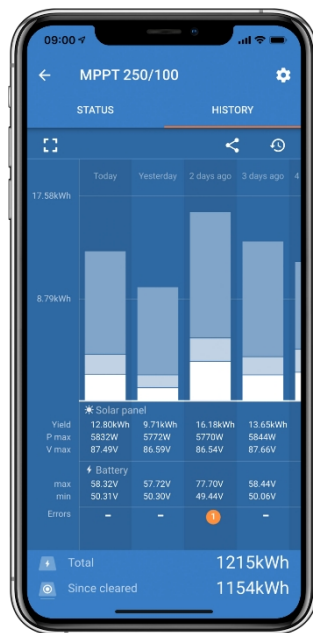 09:00
MPPT 250/100
STATUS HISTORY
Today Yesterday 2 days ago 3 days ago 4
17.58kWh
8.79kWh
Solar panel
Yield 12.80kWh 9.71kWh 16.18kWh 13.65kWh
P max 5832W 5772W 5770W 5844W
V max 87.49V 86.59V 86.54V 87.66V
Battery
max 58.32V 57.72V 77.70V 58.44V
min 50.31V 50.30V 49.44V 50.06V
Errors - - 1 -
Total 1215kWh
Since cleared 1154kWh